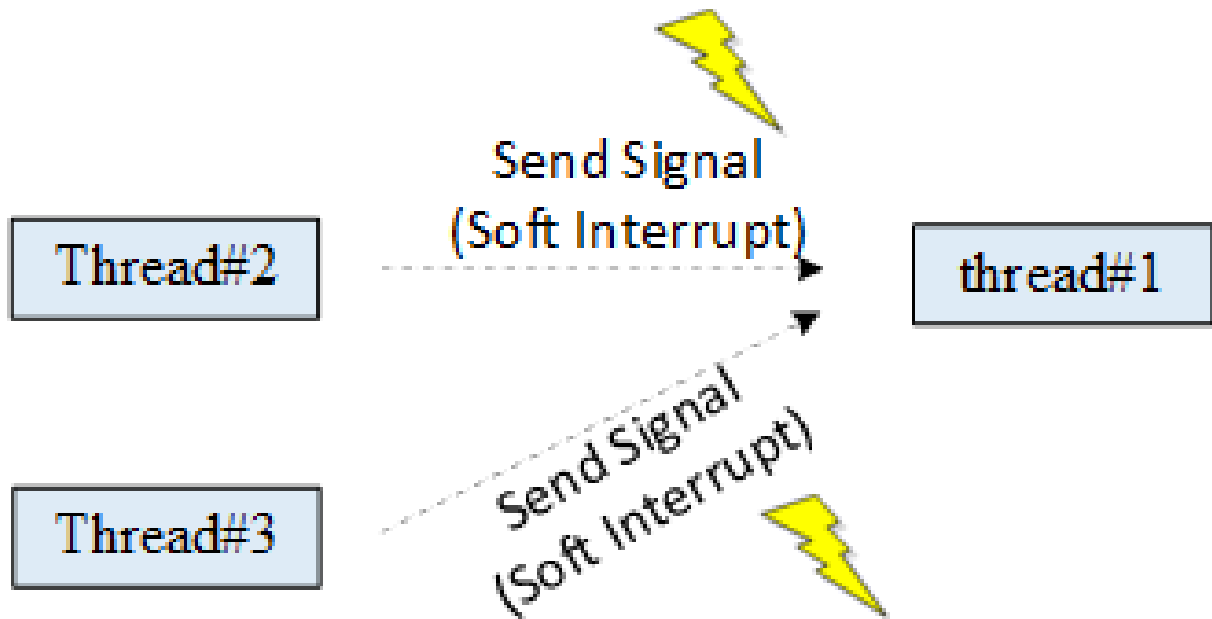 Send Signal
(Soft Interrupt)
Thread#2
thread#1
Send Signal
(Soft Interrupt)
Thread#3